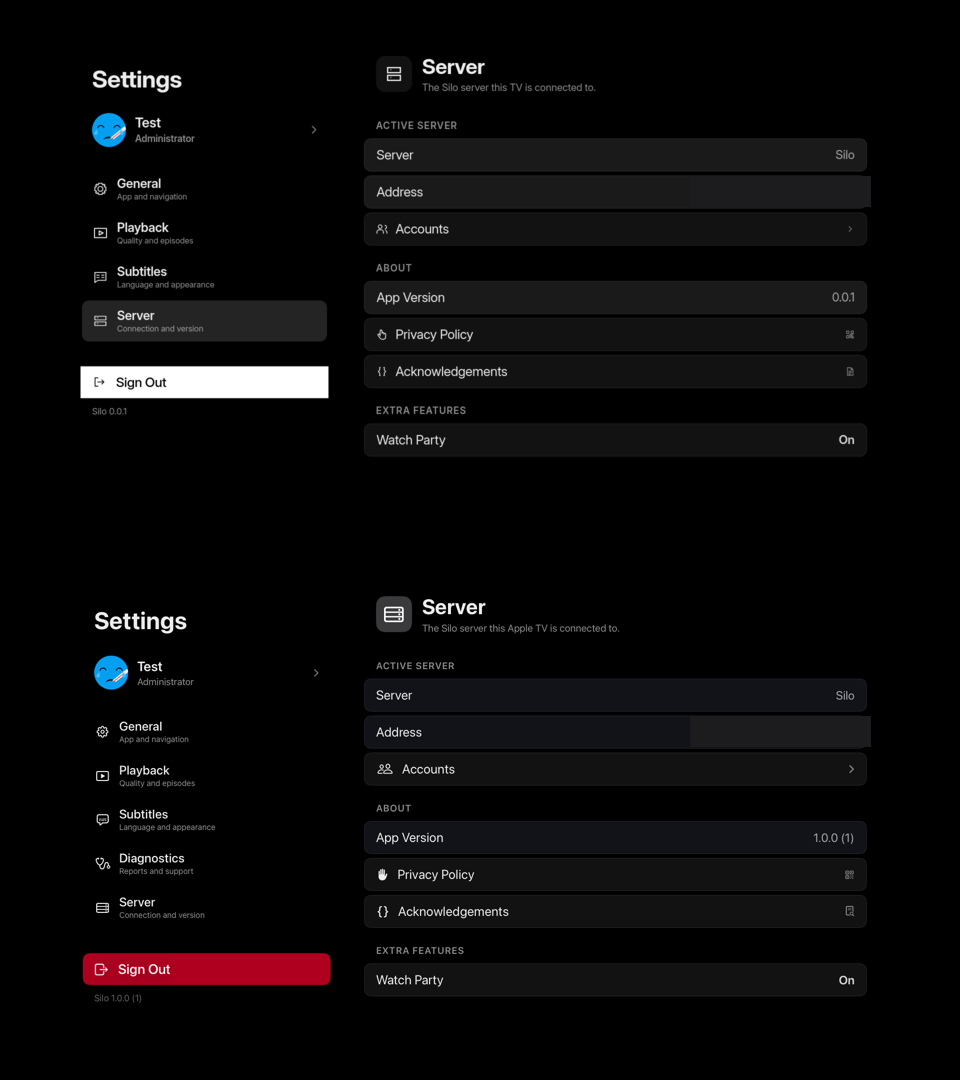 Settings
Test
Administrator
General
App and navigation
Playback
Quality and episodes
Subtitles
Language and appearance
Server
Connection and version
Sign Out
Silo 0.0.1
Server
The Silo server this TV is connected to.
ACTIVE SERVER
Server Silo
Address
Accounts
ABOUT
App Version 0.0.1
Privacy Policy
Acknowledgements
EXTRA FEATURES
Watch Party On
Settings
Test
Administrator
General
App and navigation
Playback
Quality and episodes
Subtitles
Language and appearance
Diagnostics
Reports and support
Server
Connection and version
Sign Out
Silo 1.0.0 (1)
Server
The Silo server this Apple TV is connected to.
ACTIVE SERVER
Server Silo
Address
Accounts
ABOUT
App Version 1.0.0 (1)
Privacy Policy
Acknowledgements
EXTRA FEATURES
Watch Party On